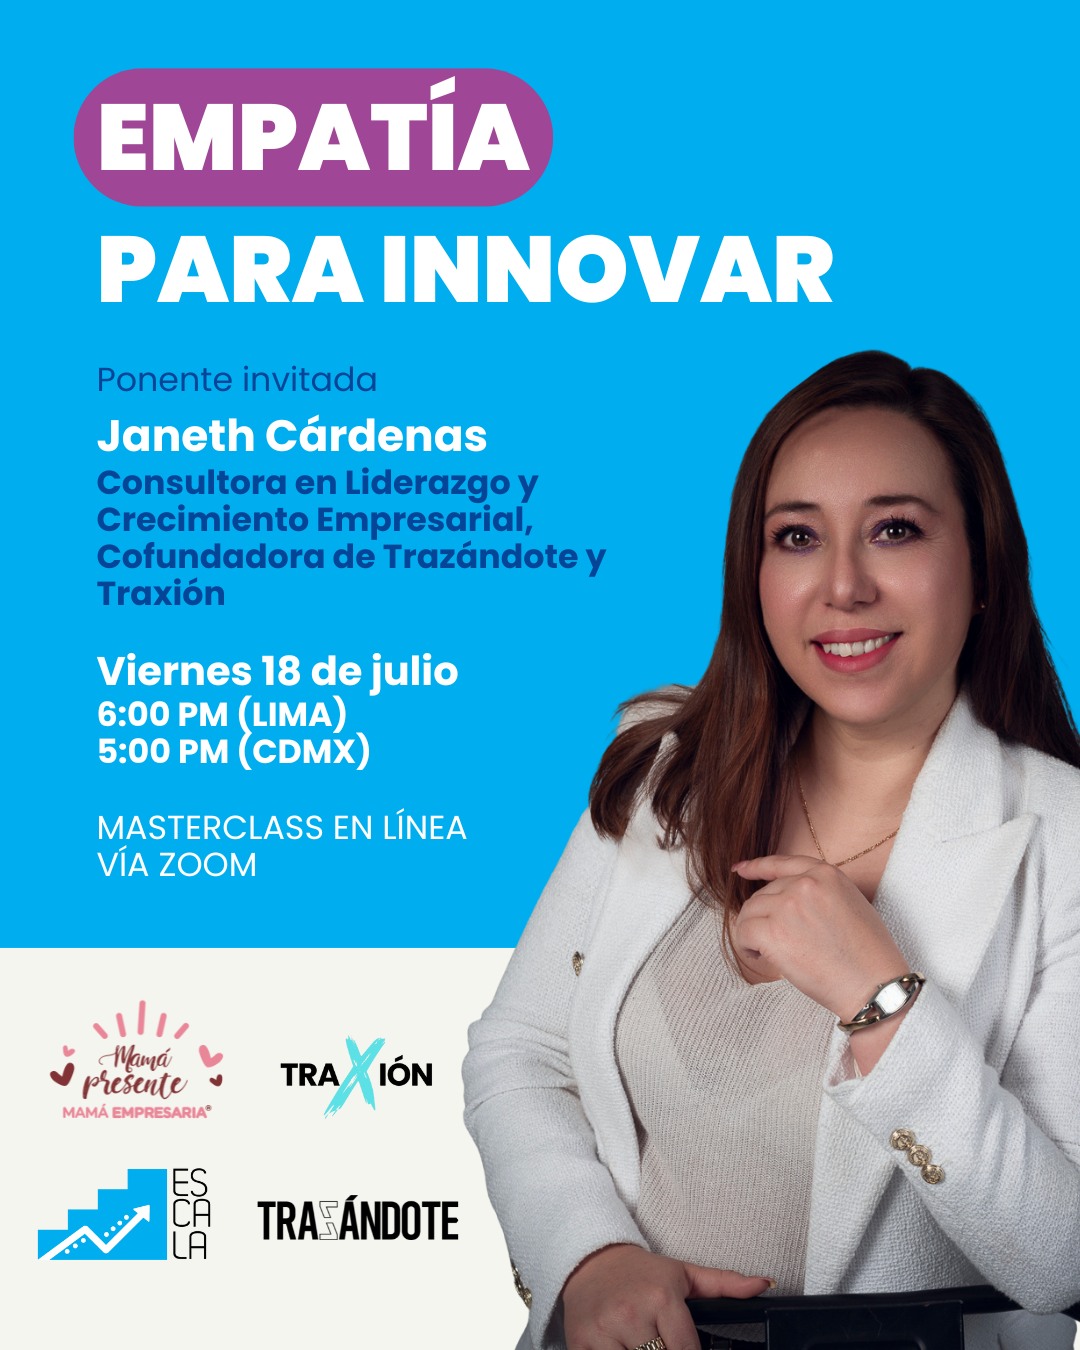 EMPATÍA
PARA INNOVAR
Ponente invitada
Janeth Cárdenas
Consultora en Liderazgo y
Crecimiento Empresarial,
Cofundadora de Trazándote y
Traxión
Viernes 18 de julio
6:00 PM (LIMA)
5:00 PM (CDMX)
MASTERCLASS EN LÍNEA
VÍA ZOOM
Mamá
presente
MAMÁ EMPRESARIA®
TRAXIÓN
ES
CA
LA
TRAZÁNDOTE